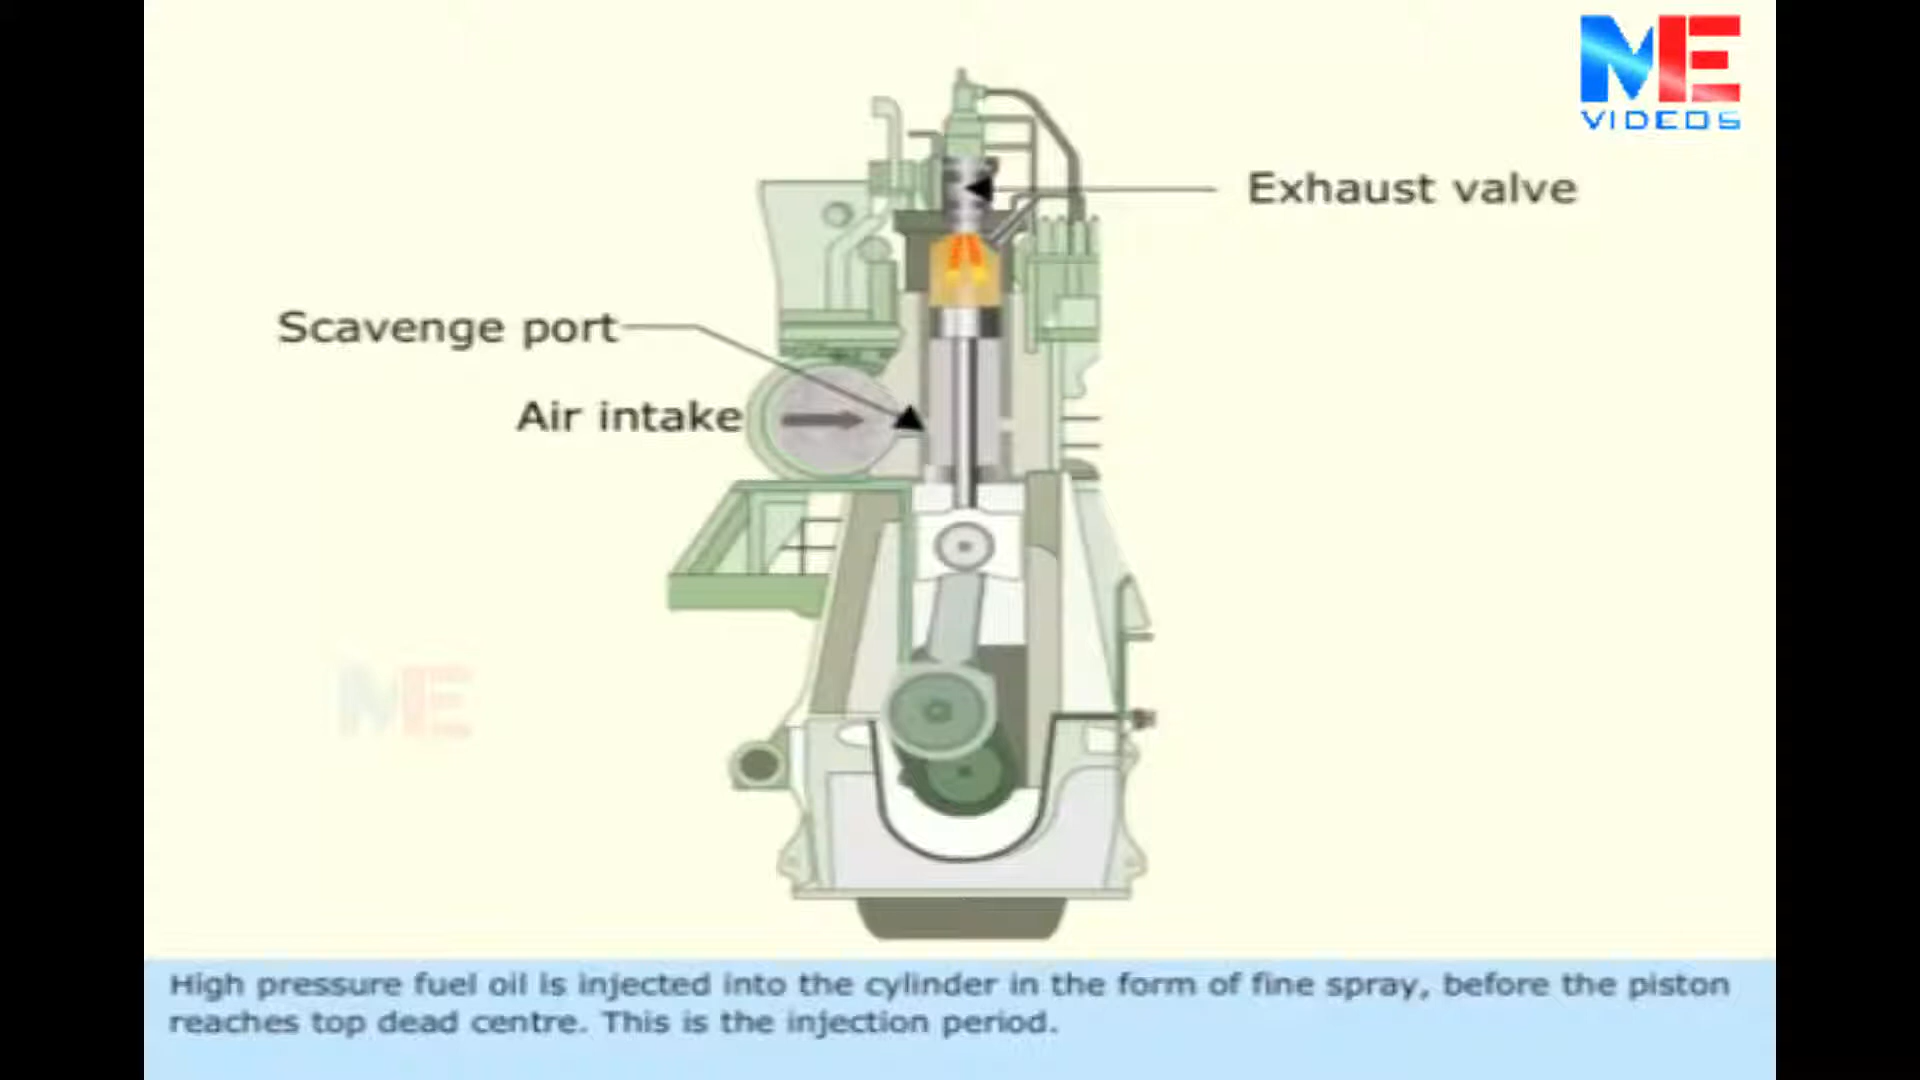 ME
VIDEOS
Exhaust valve
Scavenge port
Air intake
ME
High pressure fuel oil is injected into the cylinder in the form of fine spray, before the piston
reaches top dead centre. This is the injection period.